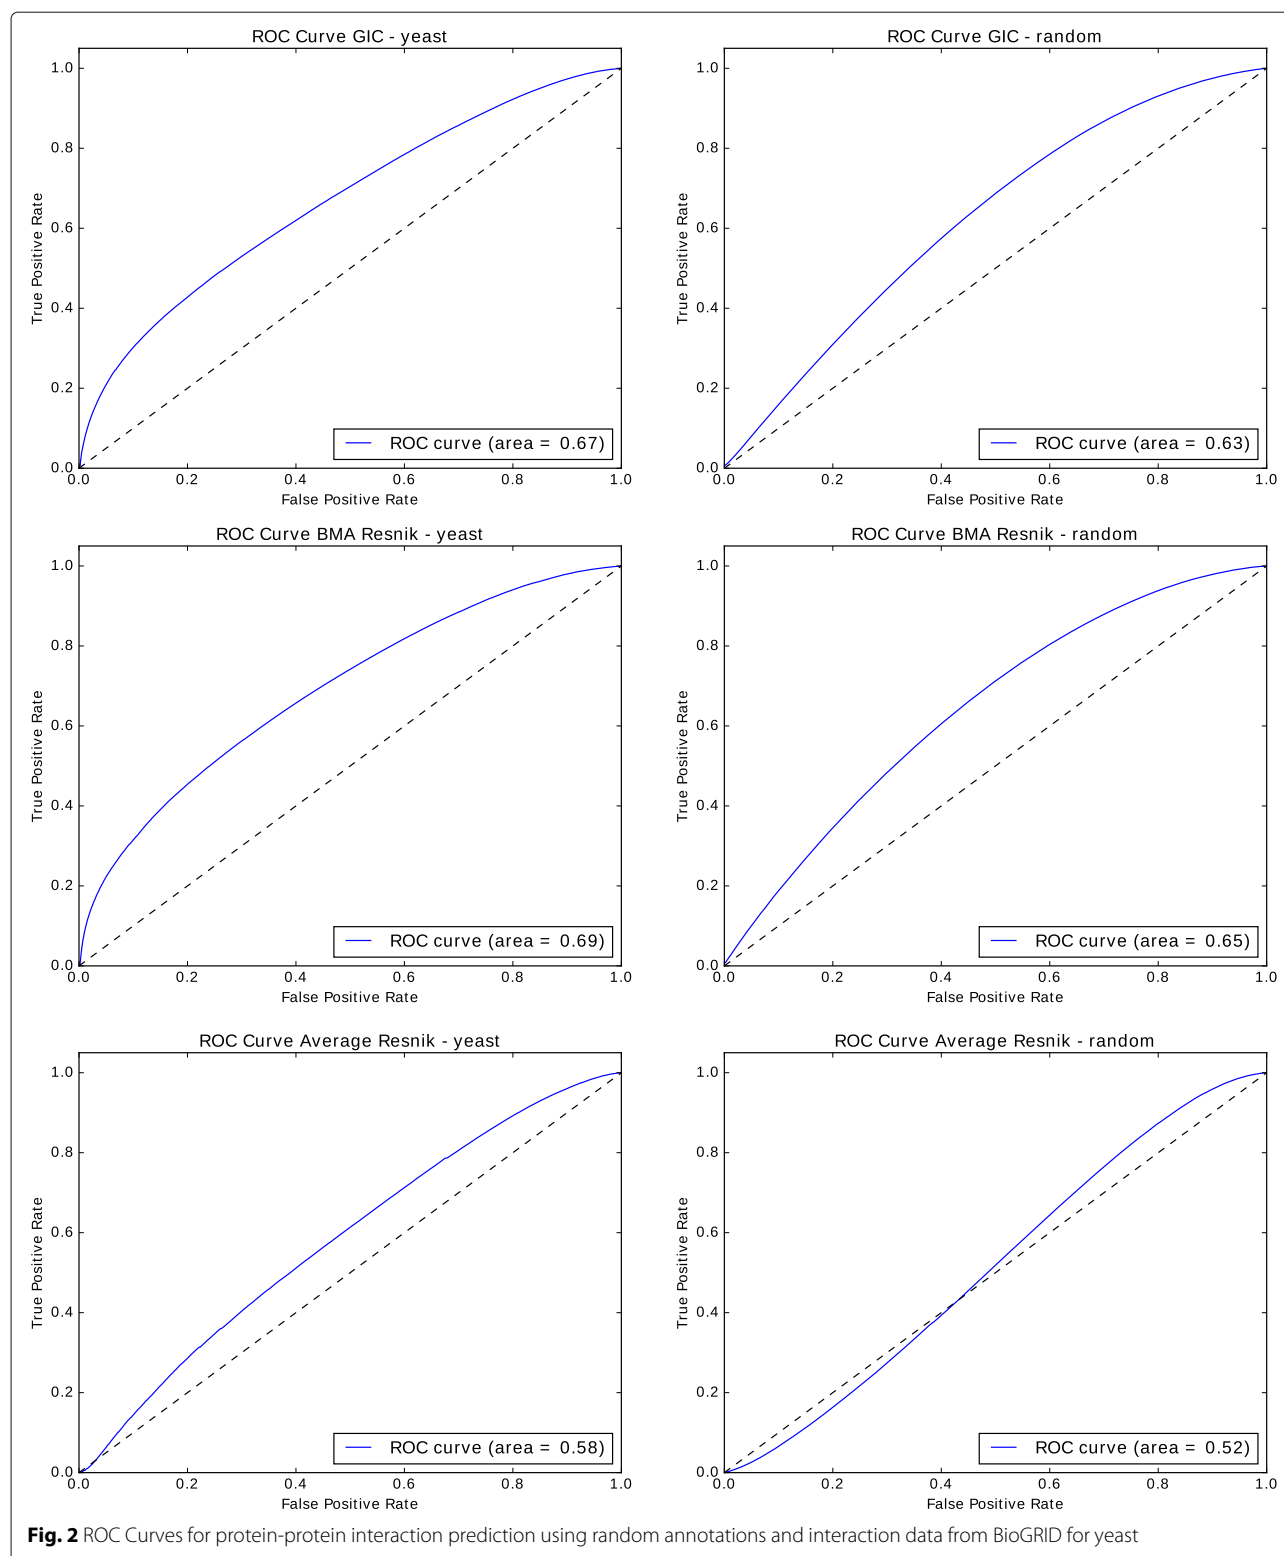 ROC Curve GIC - yeast
True Positive Rate
1.0
0.8
0.6
0.4
0.2
0.0
ROC curve (area = 0.67)
0.0 0.2 0.4 0.6 0.8 1.0
False Positive Rate
ROC Curve GIC - random
True Positive Rate
1.0
0.8
0.6
0.4
0.2
0.0
ROC curve (area = 0.63)
0.0 0.2 0.4 0.6 0.8 1.0
False Positive Rate
ROC Curve BMA Resnik - yeast
True Positive Rate
1.0
0.8
0.6
0.4
0.2
0.0
ROC curve (area = 0.69)
0.0 0.2 0.4 0.6 0.8 1.0
False Positive Rate
ROC Curve BMA Resnik - random
True Positive Rate
1.0
0.8
0.6
0.4
0.2
0.0
ROC curve (area = 0.65)
0.0 0.2 0.4 0.6 0.8 1.0
False Positive Rate
ROC Curve Average Resnik - yeast
True Positive Rate
1.0
0.8
0.6
0.4
0.2
0.0
ROC curve (area = 0.58)
0.0 0.2 0.4 0.6 0.8 1.0
False Positive Rate
ROC Curve Average Resnik - random
True Positive Rate
1.0
0.8
0.6
0.4
0.2
0.0
ROC curve (area = 0.52)
0.0 0.2 0.4 0.6 0.8 1.0
False Positive Rate
Fig. 2 ROC Curves for protein-protein interaction prediction using random annotations and interaction data from BioGRID for yeast